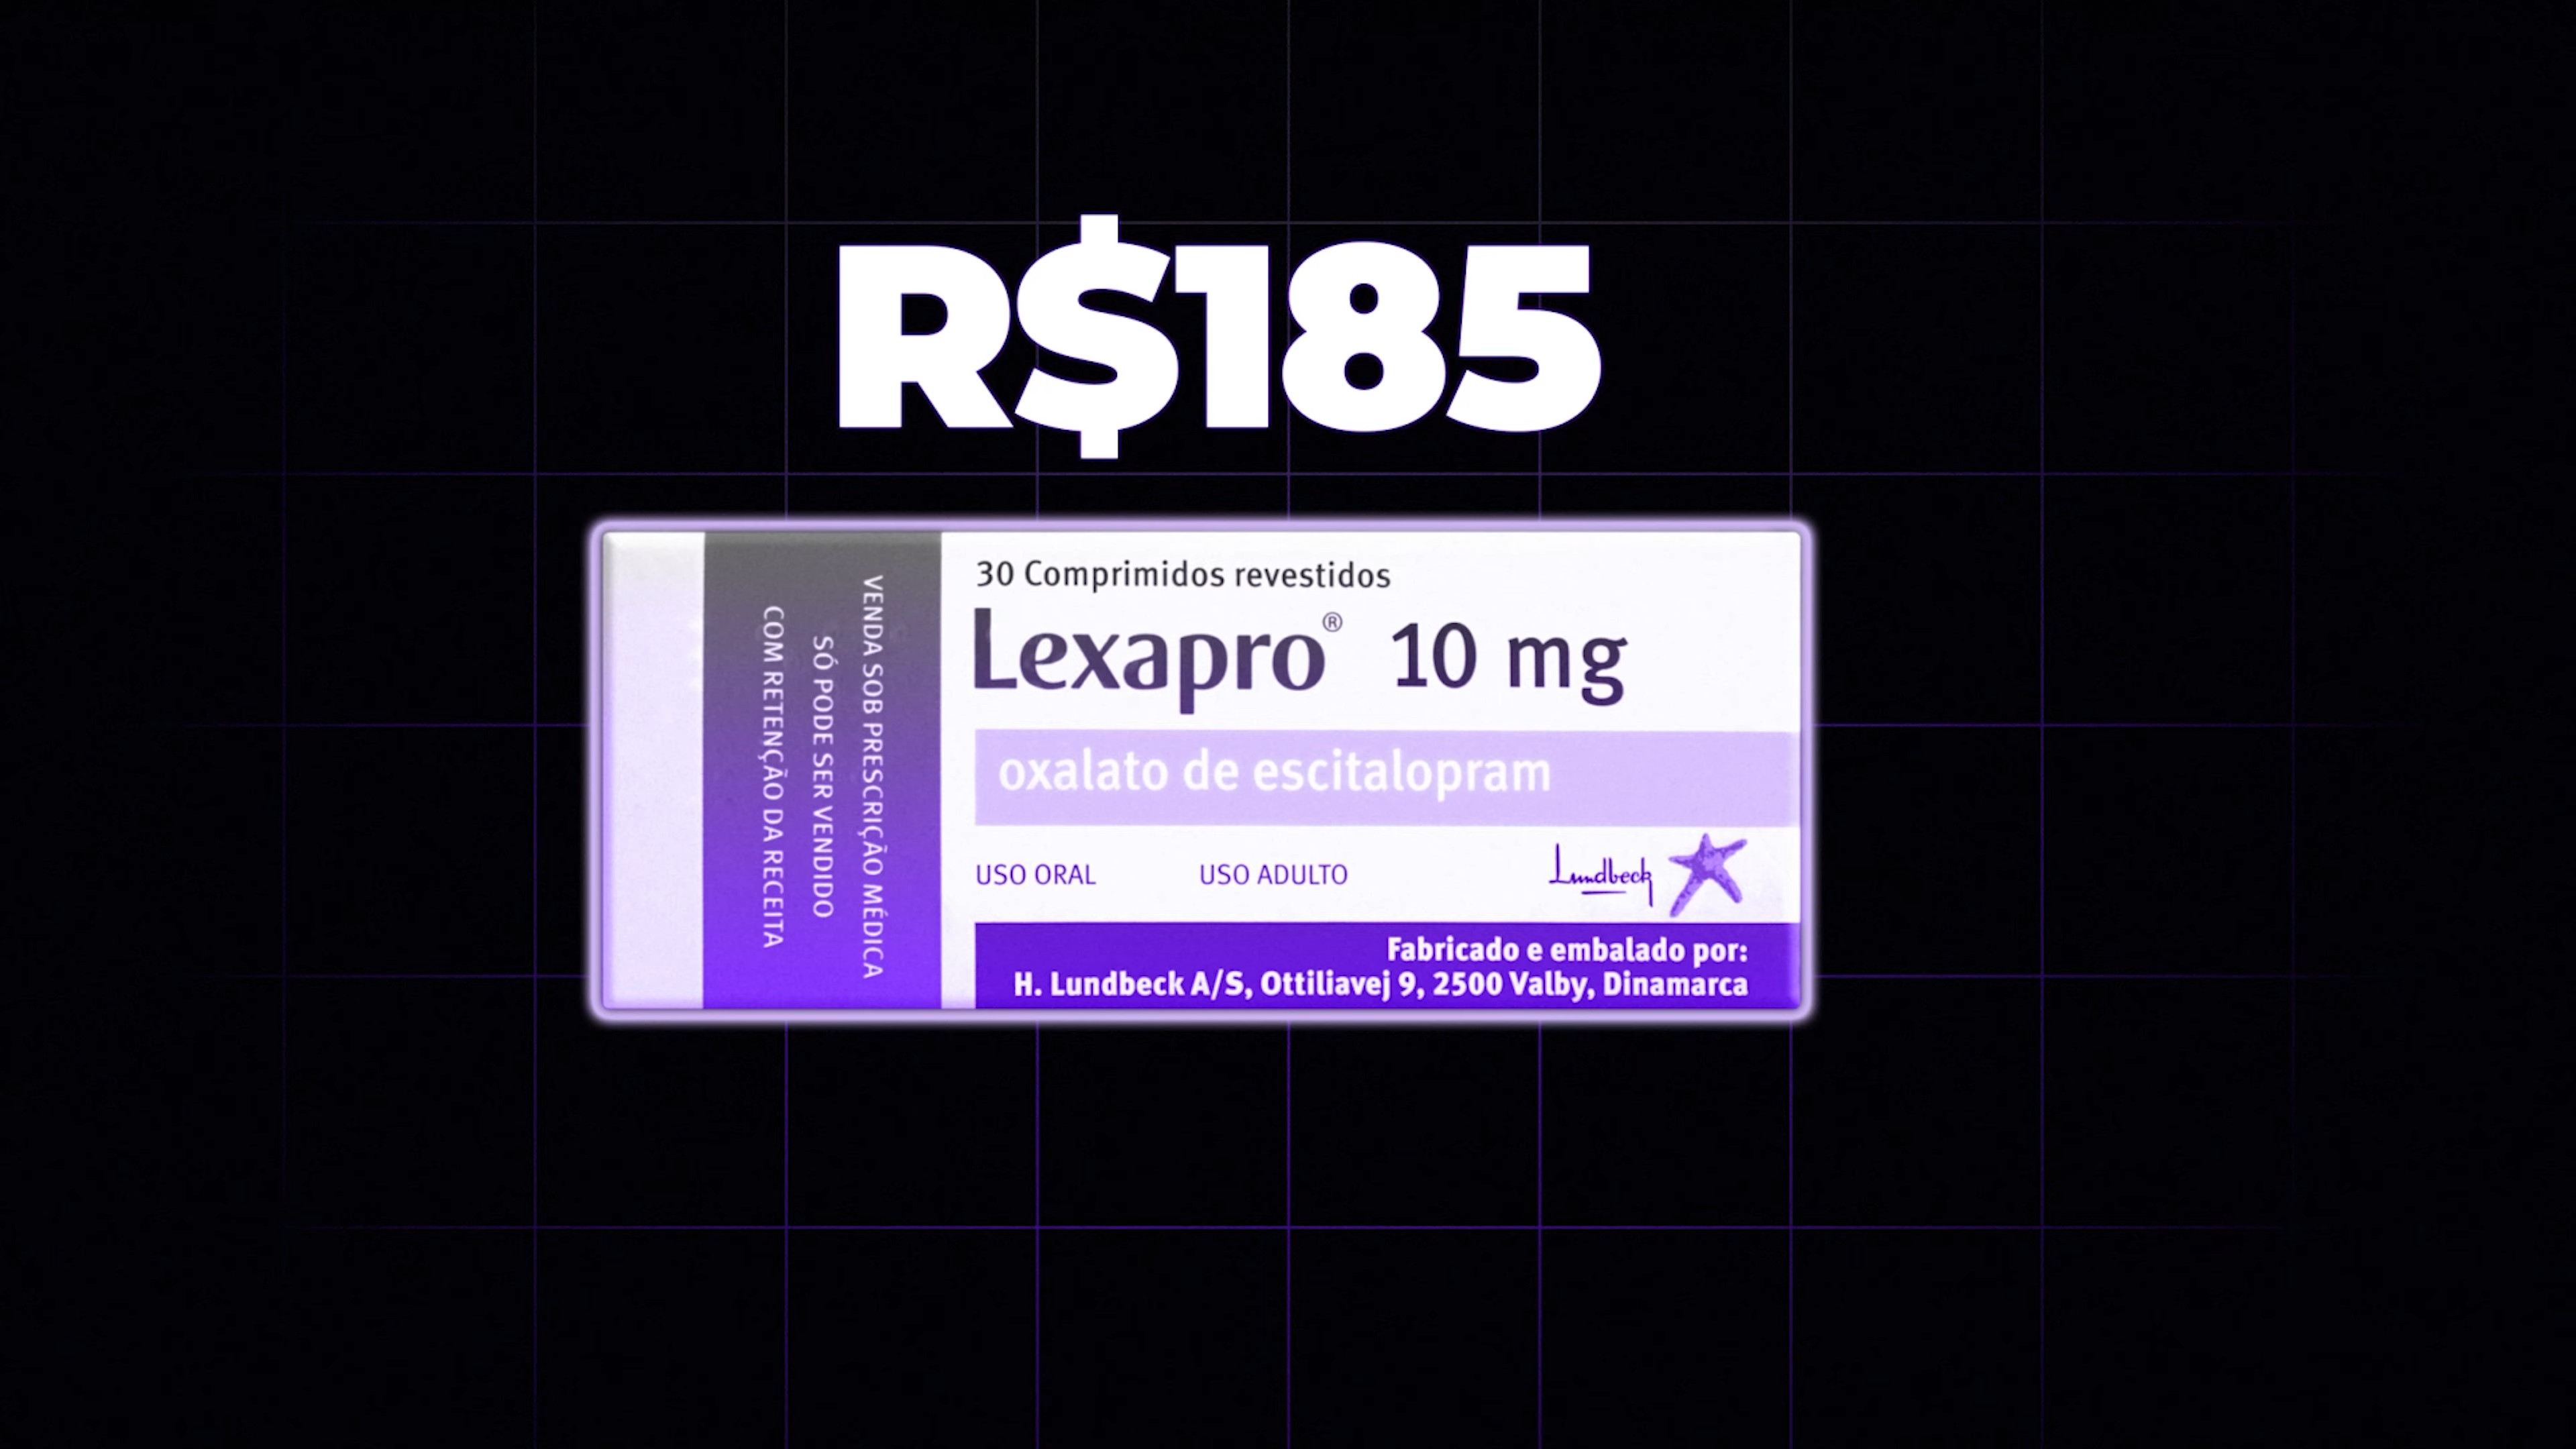 R$185
VENDA SOB PRESCRIÇÃO MÉDICA
SÓ PODE SER VENDIDO
COM RETENÇÃO DA RECEITA
30 Comprimidos revestidos
Lexapro® 10 mg
oxalato de escitalopram
USO ORAL USO ADULTO
Lundbeck
Fabricado e embalado por:
H. Lundbeck A/S, Ottiliavej 9, 2500 Valby, Dinamarca